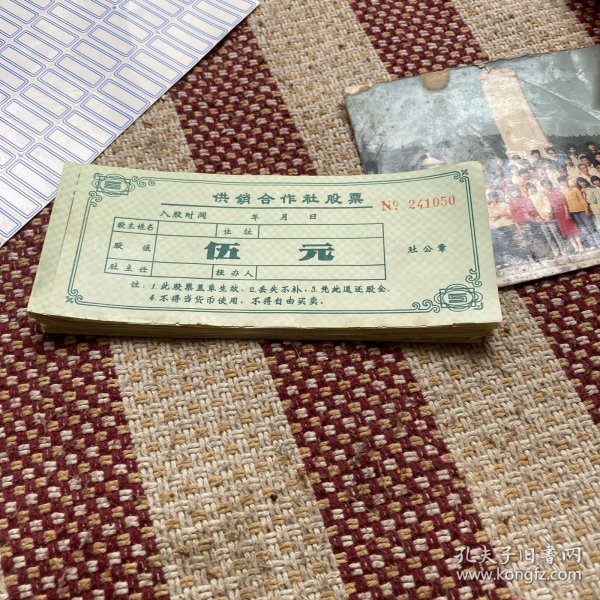 供銷合作社股票
№ 241050
入股时间 年 月 日
股主姓名 住址
股值 伍元 社公章
社主任 经办人
注：1.此股票盖章生效．2.丢失不补．3.凭此退还股金．
4.不得当货币使用，不得自由买卖．
孔夫子旧书网
www.kongfz.com